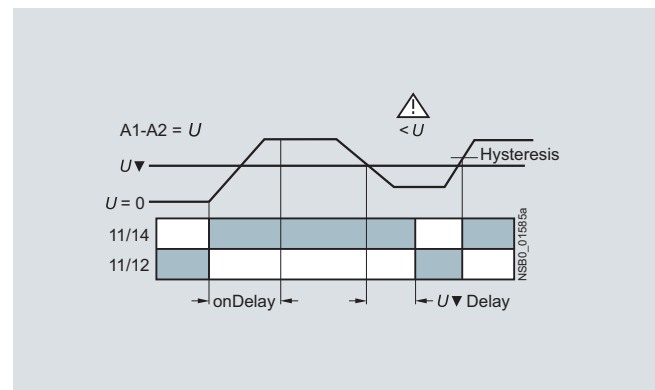 A1-A2 = U
< U
U▼
Hysteresis
U = 0
11/14
11/12
NSB0_01585a
onDelay
U▼ Delay